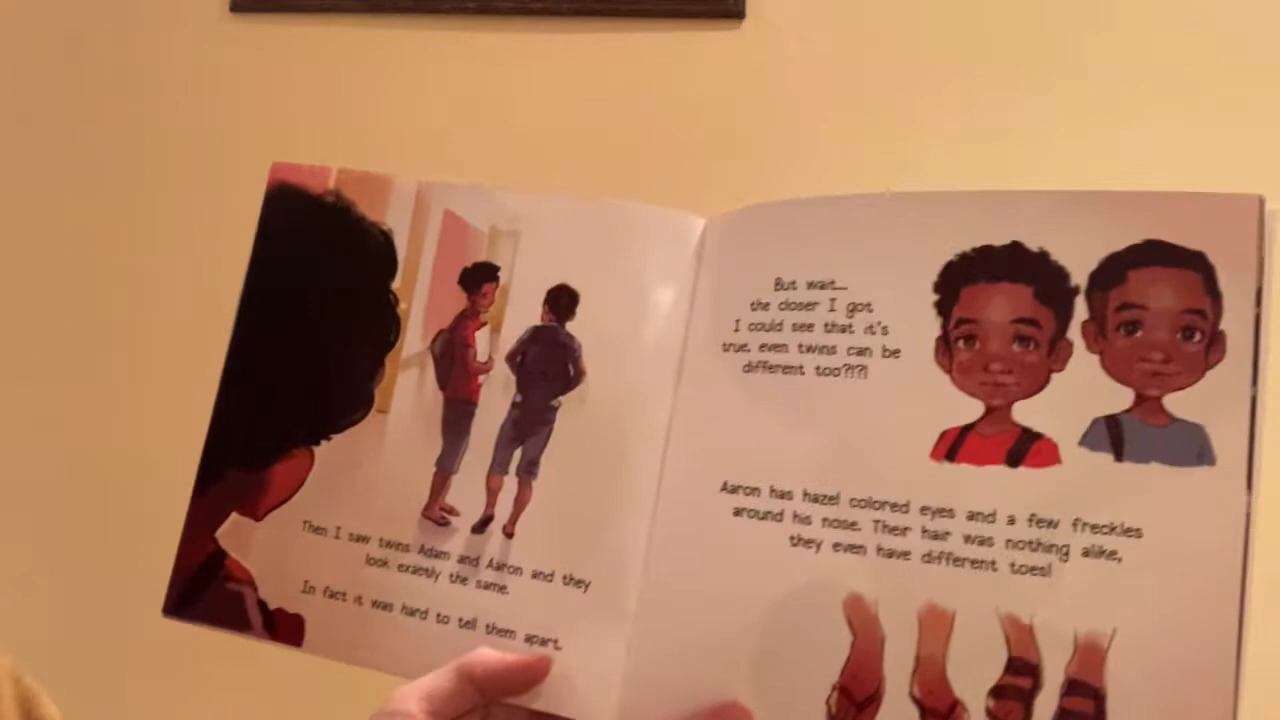 Then I saw twins Adam and Aaron and they
look exactly the same.
In fact it was hard to tell them apart.
But wait....
the closer I got
I could see that it's
true, even twins can be
different too?!?!
Aaron has hazel colored eyes and a few freckles
around his nose. Their hair was nothing alike,
they even have different toes!